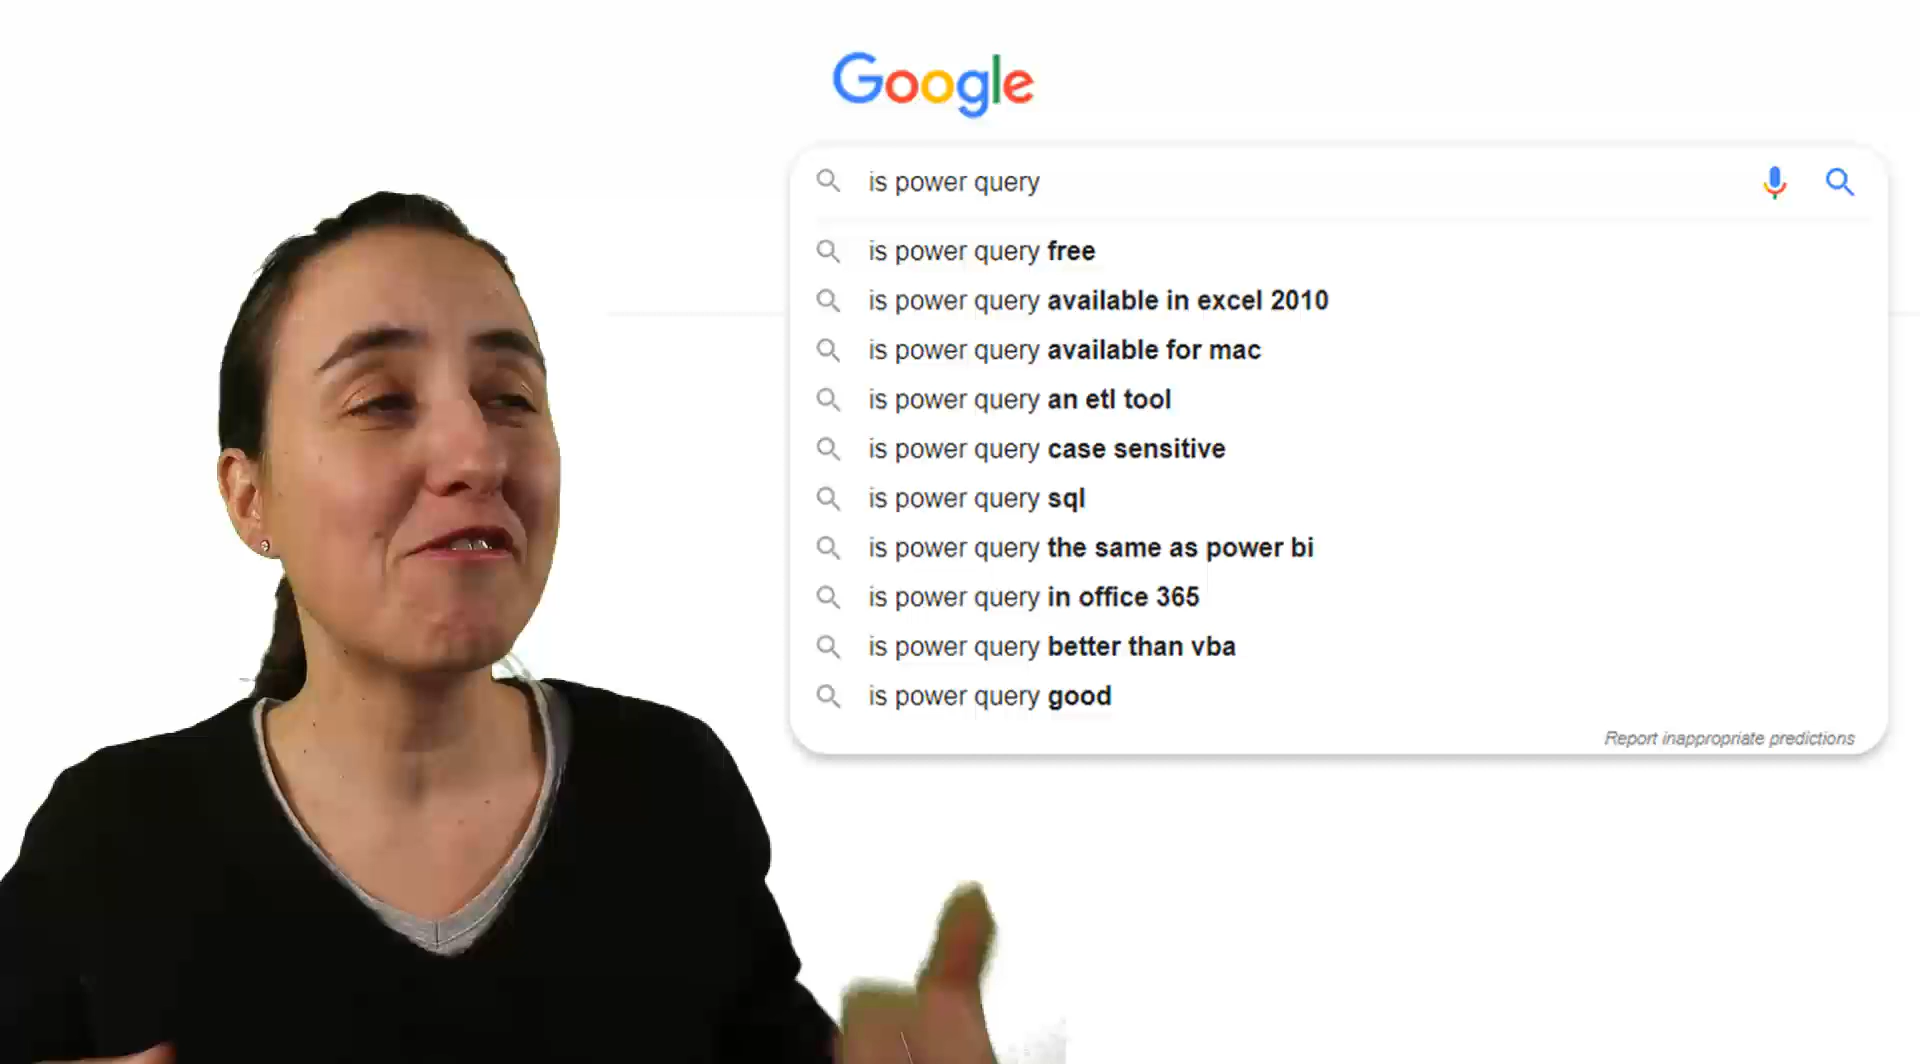 Google
is power query
is power query free
is power query available in excel 2010
is power query available for mac
is power query an etl tool
is power query case sensitive
is power query sql
is power query the same as power bi
is power query in office 365
is power query better than vba
is power query good
Report inappropriate predictions